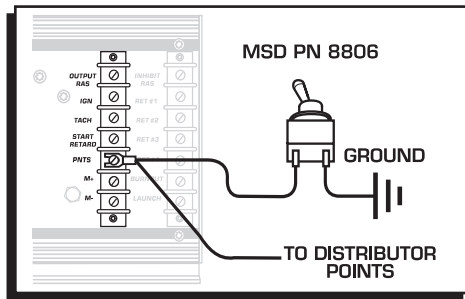 MSD PN 8806
OUTPUT RAS
INHIBIT RAS
IGN
RET #1
TACH
RET #2
START RETARD
RET #3
PNTS
M+
BURNOUT
M-
LAUNCH
GROUND
TO DISTRIBUTOR
POINTS